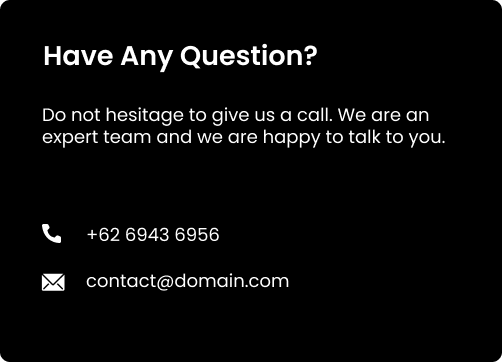 Have Any Question?
Do not hesitage to give us a call. We are an
expert team and we are happy to talk to you.
+62 6943 6956
contact@domain.com